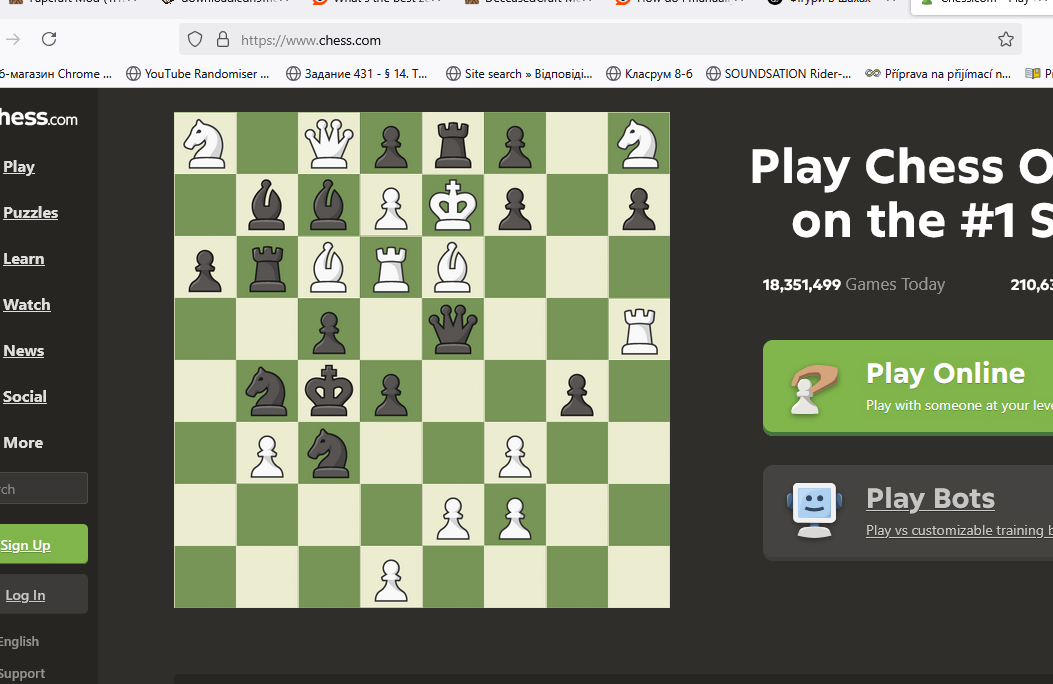 https://www.chess.com
б-магазин Chrome ... YouTube Randomiser ... Задание 431 - § 14. Т... Site search » Відповіді... Класрум 8-6 SOUNDSATION Rider-... Příprava na přijímací n...
hess.com
Play
Puzzles
Learn
Watch
News
Social
More
rch
Sign Up
Log In
English
Support
Play Chess O
on the #1 S
18,351,499 Games Today 210,63
Play Online
Play with someone at your leve
Play Bots
Play vs customizable training b